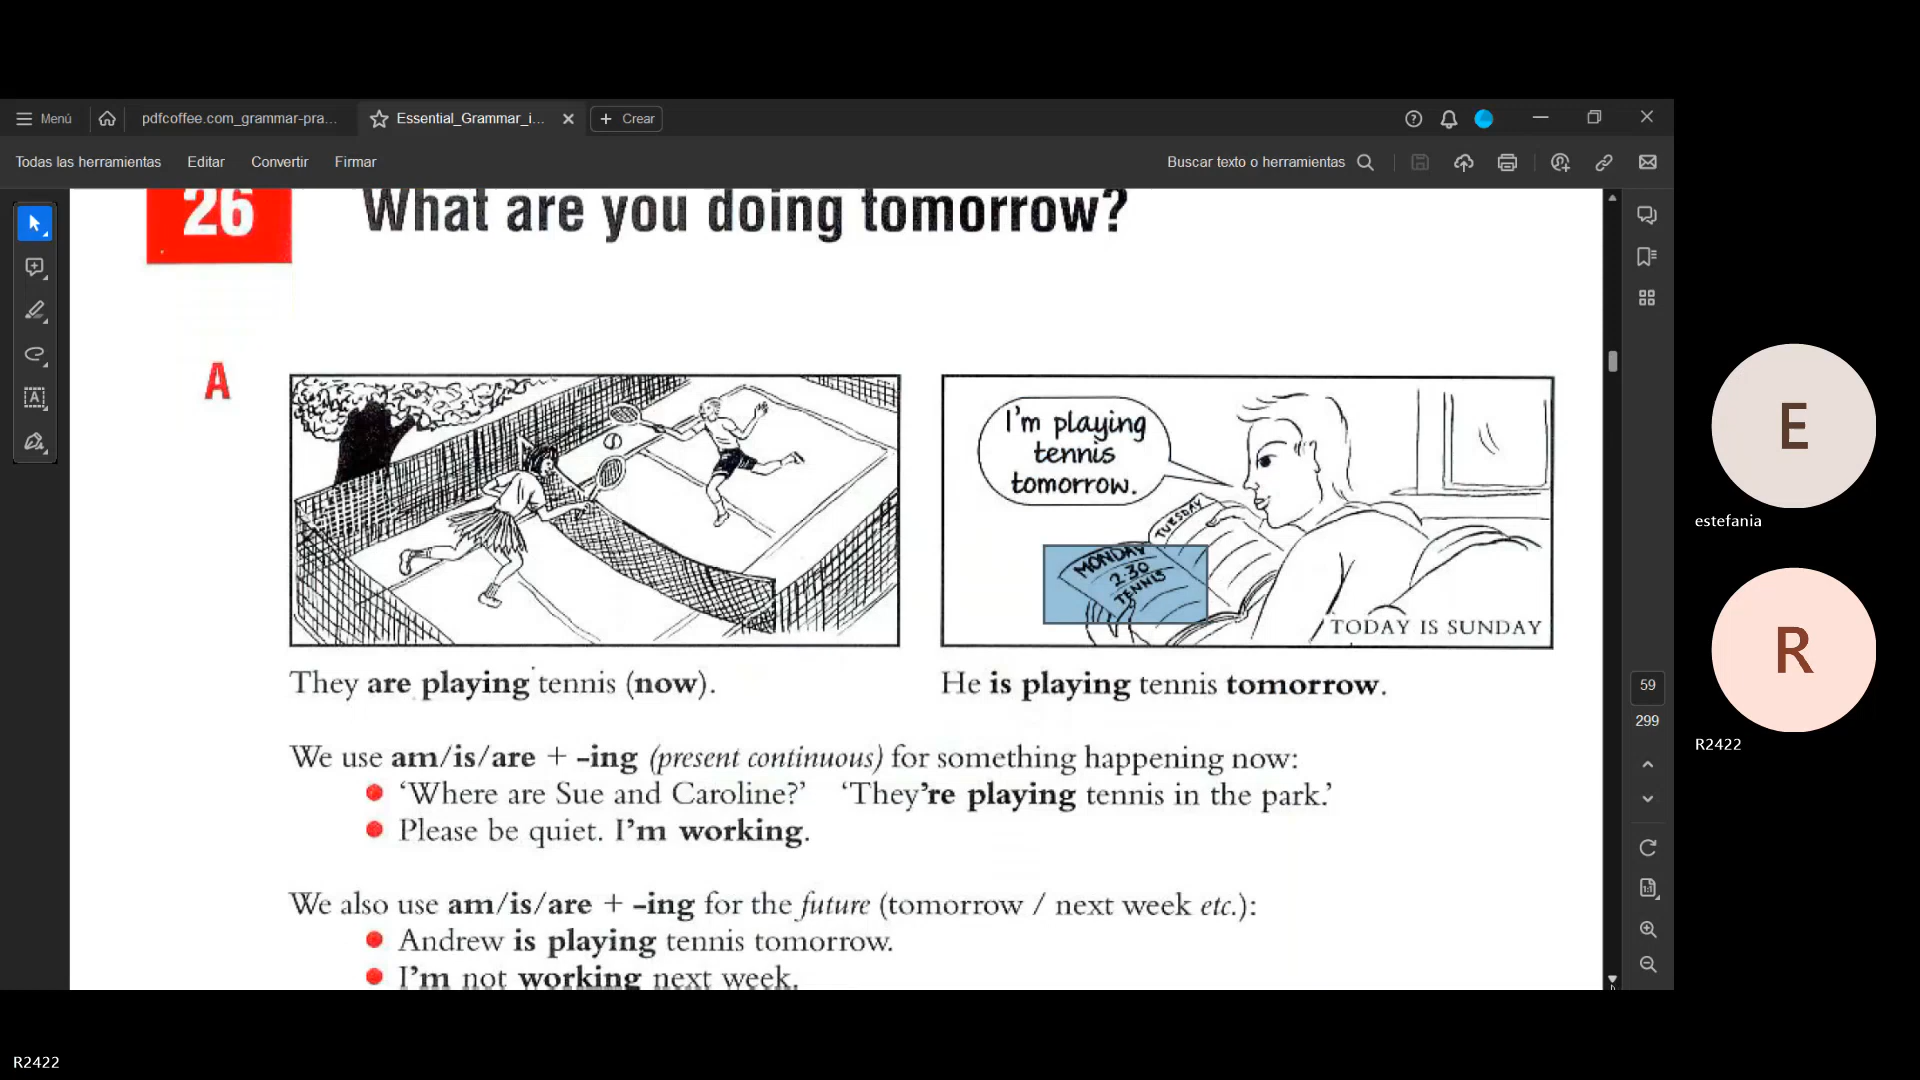 Menú
pdfcoffee.com_grammar-pra...
Essential_Grammar_i...
Crear
Todas las herramientas
Editar
Convertir
Firmar
Buscar texto o herramientas
26
What are you doing tomorrow?
A
I'm playing
tennis
tomorrow.
TUESDAY
MONDAY
2.30
TENNIS
TODAY IS SUNDAY
They are playing tennis (now).
He is playing tennis tomorrow.
We use am/is/are + -ing (present continuous) for something happening now:
'Where are Sue and Caroline?' 'They're playing tennis in the park.'
Please be quiet. I'm working.
We also use am/is/are + -ing for the future (tomorrow / next week etc.):
Andrew is playing tennis tomorrow.
I'm not working next week.
59
299
1:1
E
estefania
R
R2422
R2422